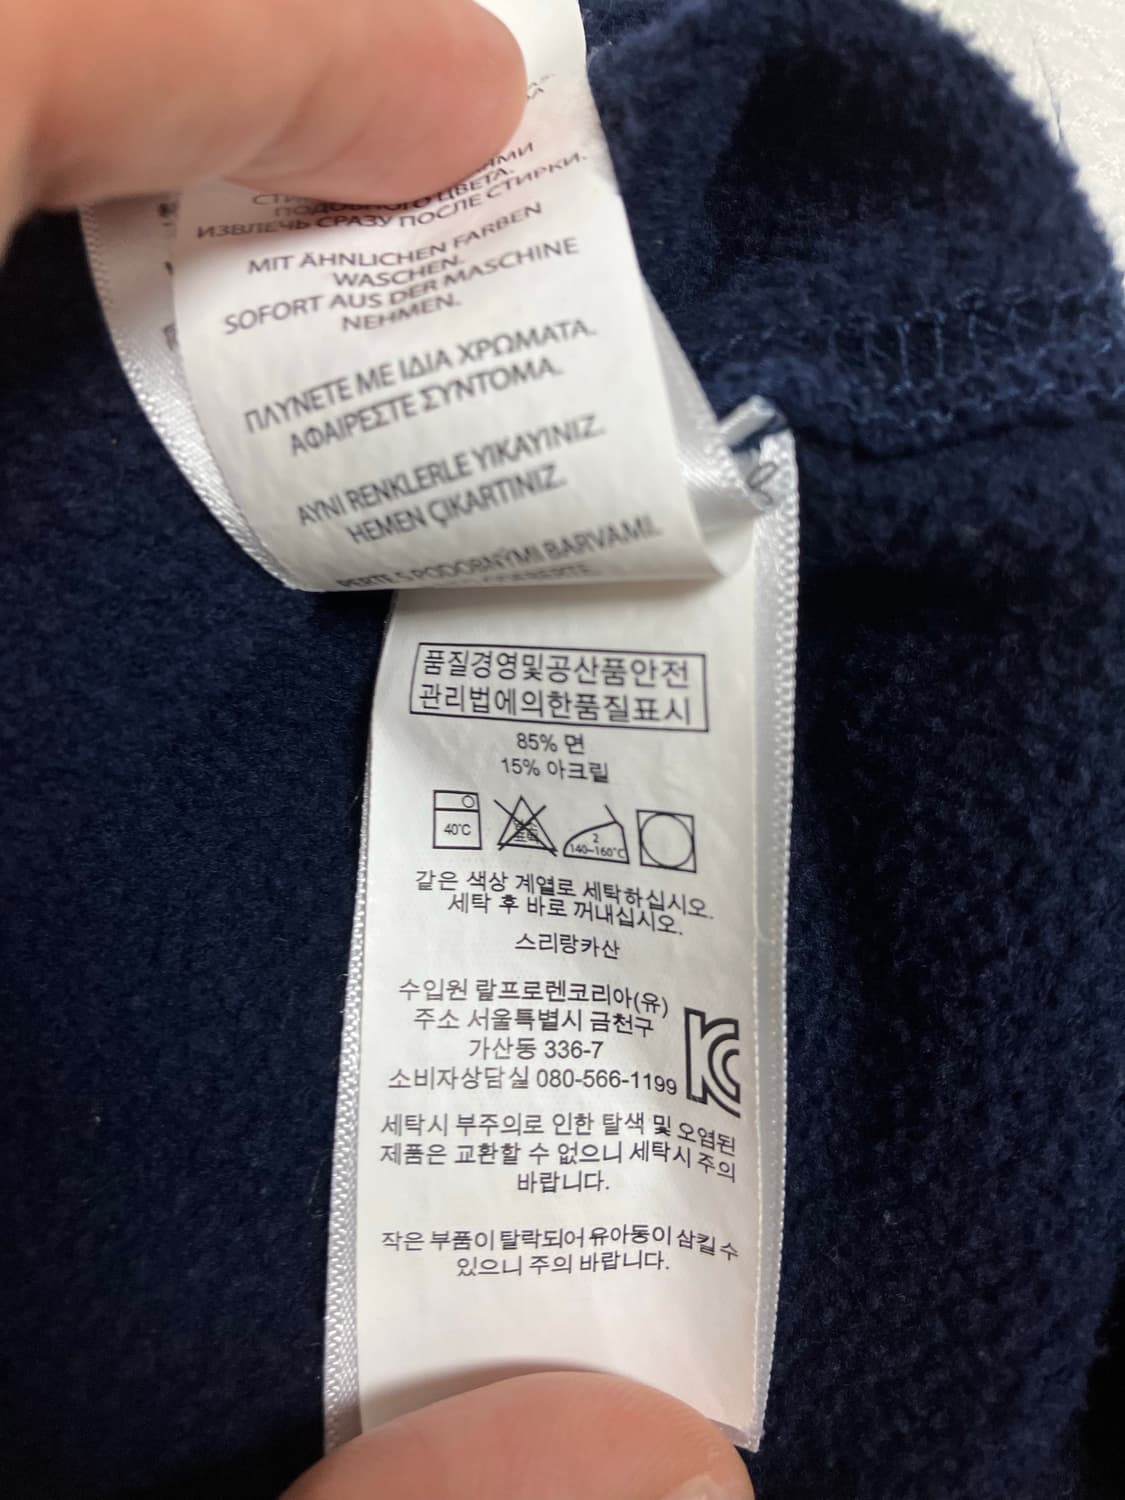 ПОДОБНОГО ЦВЕТА.
ИЗВЛЕЧЬ СРАЗУ ПОСЛЕ СТИРКИ.
MIT ÄHNLICHEN FARBEN
WASCHEN.
SOFORT AUS DER MASCHINE
NEHMEN.
ΠΛΥΝΕΤΕ ΜΕ ΙΔΙΑ ΧΡΩΜΑΤΑ.
ΑΦΑΙΡΕΣΤΕ ΣΥΝΤΟΜΑ.
AYNI RENKLERLE YIKAYINIZ.
HEMEN ÇIKARTINIZ.
PERTE S PODOBNÝMI BARVAMI.
품질경영및공산품안전
관리법에의한품질표시
85% 면
15% 아크릴
40℃
2
140~160℃
같은 색상 계열로 세탁하십시오.
세탁 후 바로 꺼내십시오.
스리랑카산
수입원 랄프로렌코리아(유)
주소 서울특별시 금천구
가산동 336-7
소비자상담실 080-566-1199
세탁시 부주의로 인한 탈색 및 오염된
제품은 교환할 수 없으니 세탁시 주의
바랍니다.
작은 부품이 탈락되어 유아동이 삼킬 수
있으니 주의 바랍니다.